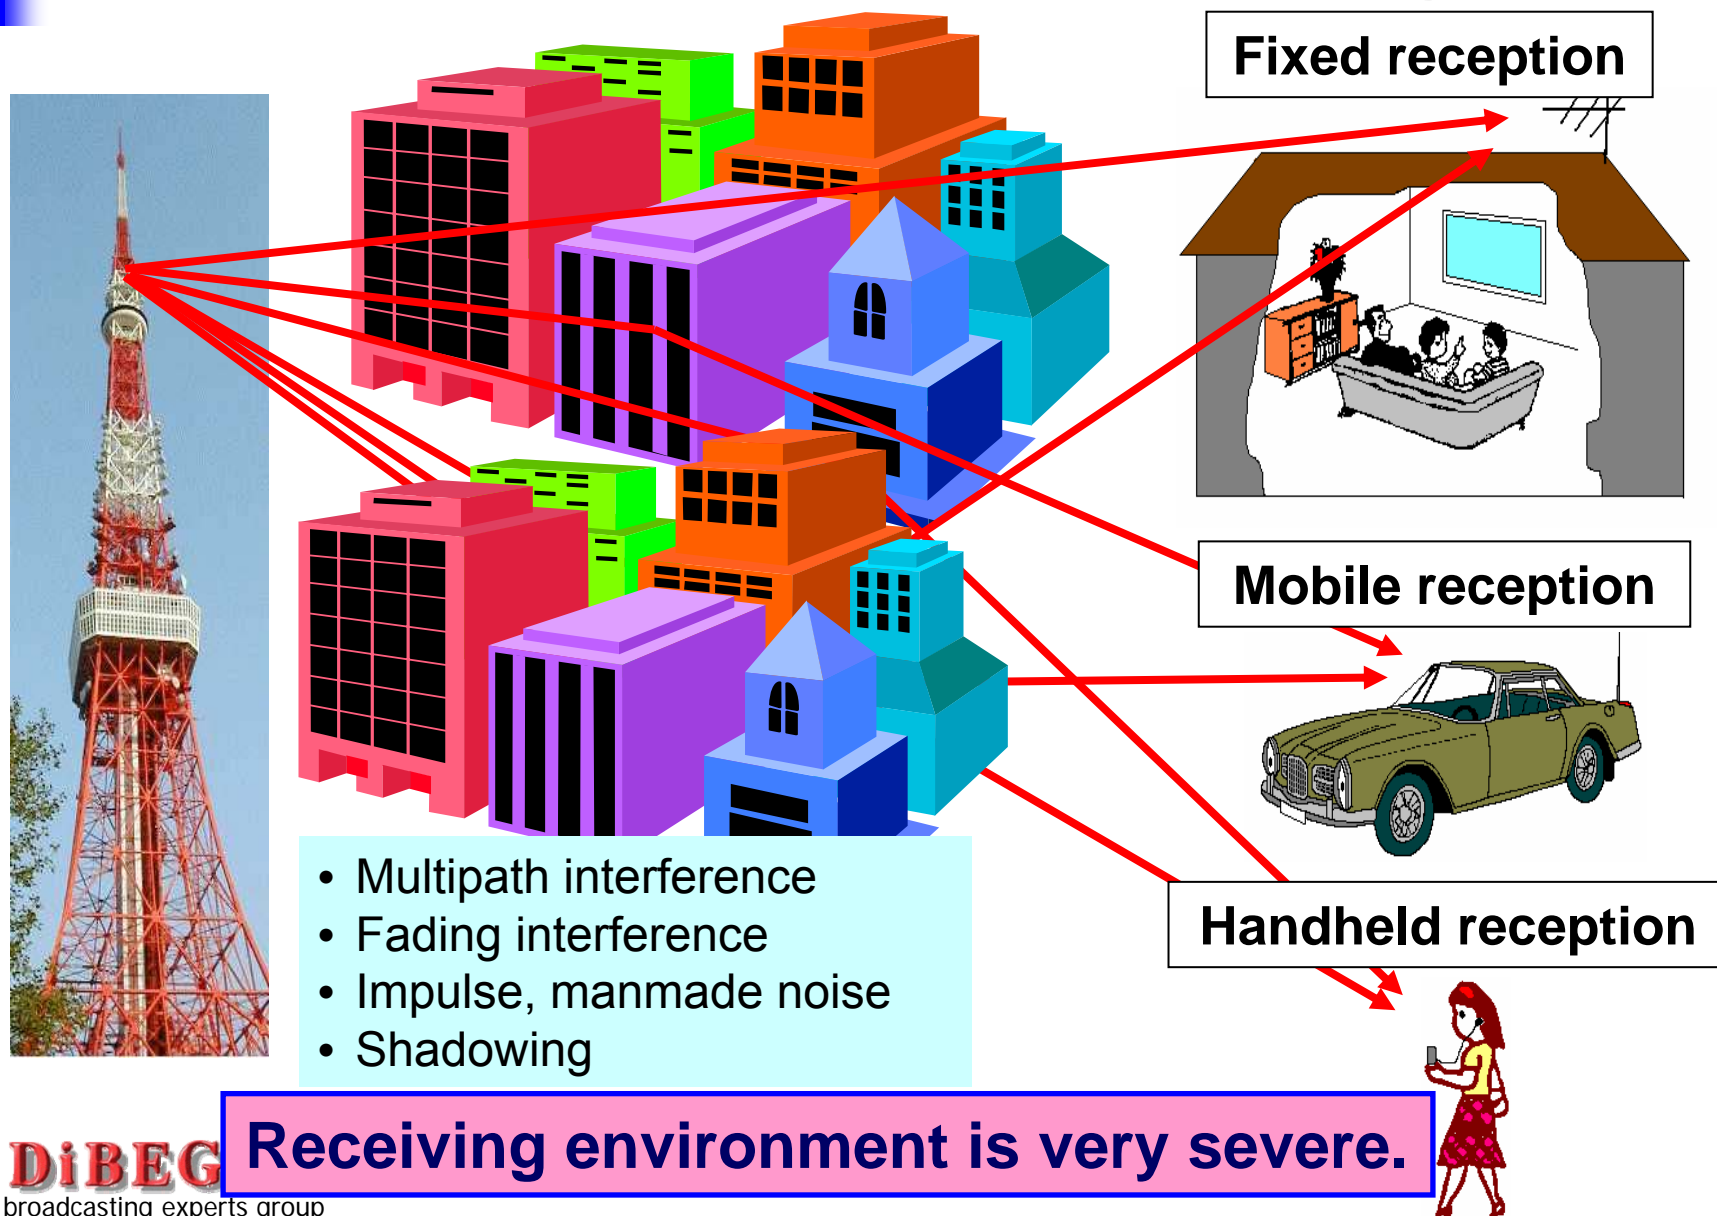 Fixed reception
Mobile reception
Handheld reception
• Multipath interference
• Fading interference
• Impulse, manmade noise
• Shadowing
Receiving environment is very severe.
DiBEG
broadcasting experts group